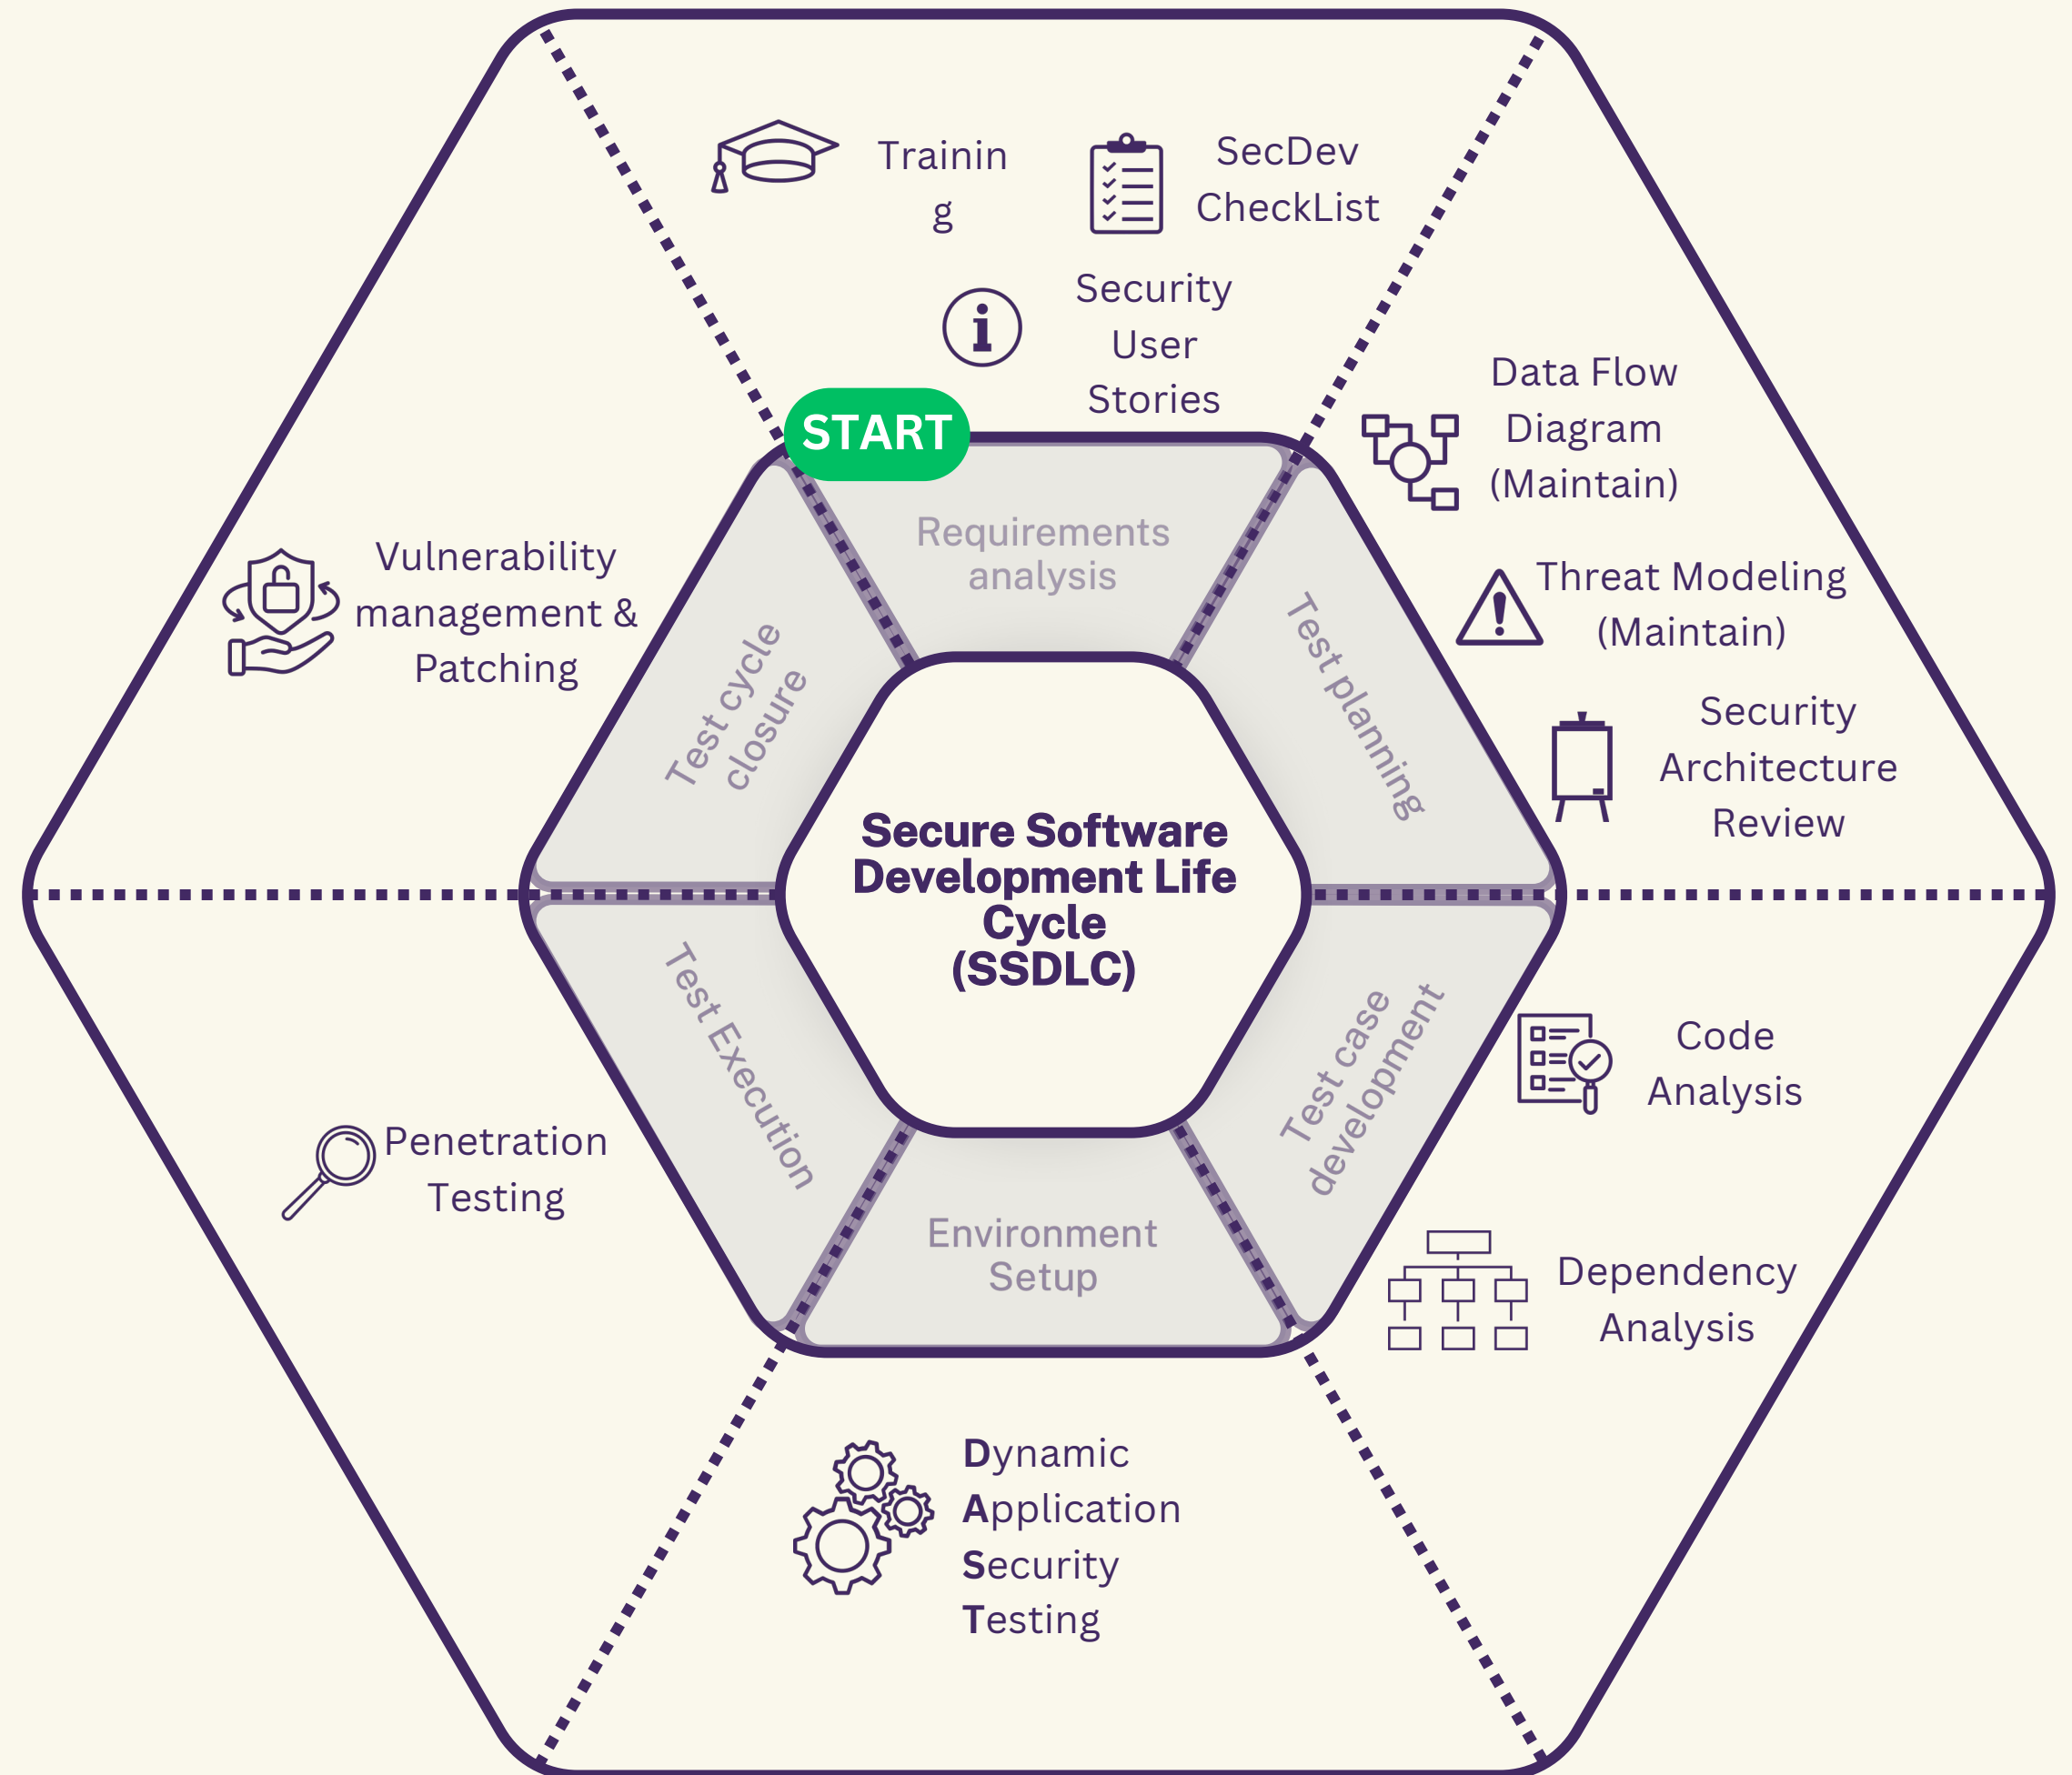 Trainin
g
SecDev
CheckList
Security
User
Stories
START
Requirements
analysis
Data Flow
Diagram
(Maintain)
Threat Modeling
(Maintain)
Security
Architecture
Review
Test planning
Code
Analysis
Dependency
Analysis
Test case
development
Dynamic
Application
Security
Testing
Environment
Setup
Penetration
Testing
Test Execution
Vulnerability
management &
Patching
Test cycle
closure
Secure Software
Development Life
Cycle
(SSDLC)